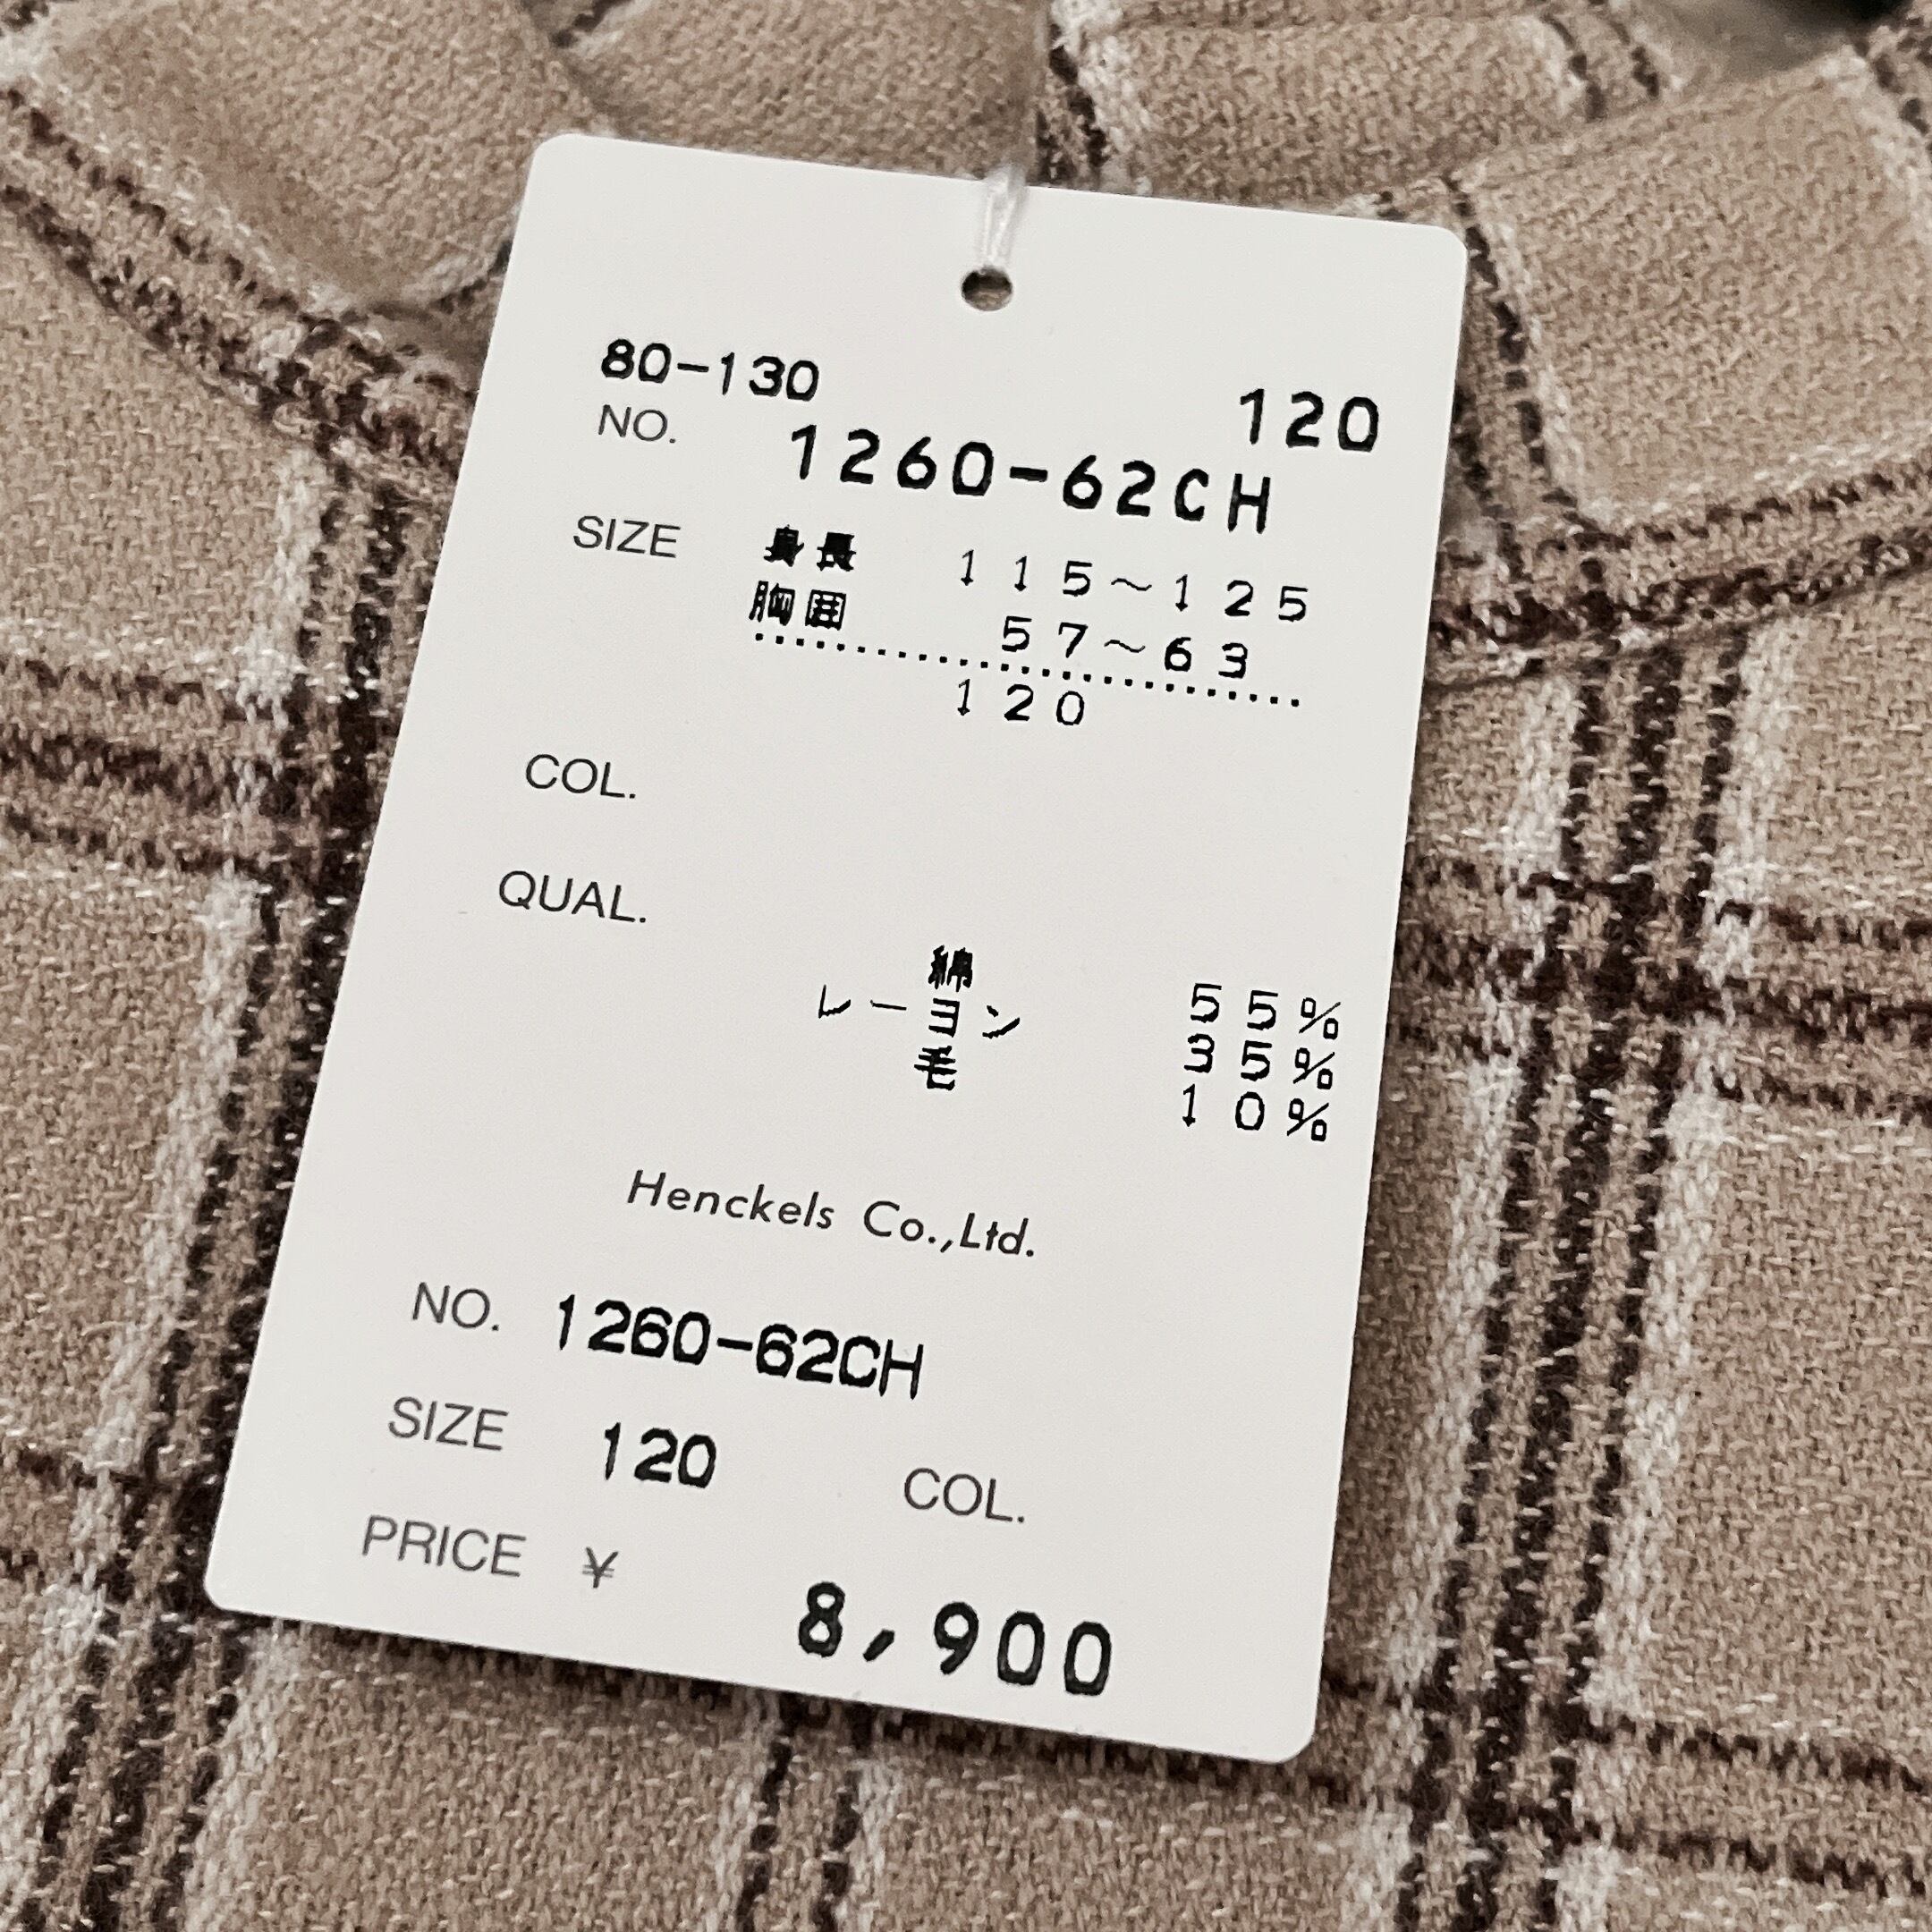 80-130
120
NO. 1260-62CH
SIZE 身長 115～125
胸囲 57～63
120
COL.
QUAL.
綿 55%
レーヨン 35%
毛 10%
Henckels Co.,Ltd.
NO. 1260-62CH
SIZE 120 COL.
PRICE ¥ 8,900